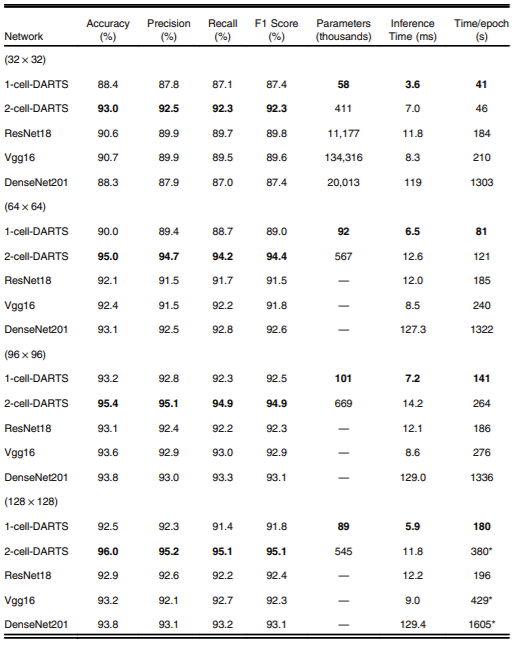 Network Accuracy (%) Precision (%) Recall (%) F1 Score (%) Parameters (thousands) Inference Time (ms) Time/epoch (s)
(32 × 32)
1-cell-DARTS 88.4 87.8 87.1 87.4 58 3.6 41
2-cell-DARTS 93.0 92.5 92.3 92.3 411 7.0 46
ResNet18 90.6 89.9 89.7 89.8 11,177 11.8 184
Vgg16 90.7 89.9 89.5 89.6 134,316 8.3 210
DenseNet201 88.3 87.9 87.0 87.4 20,013 119 1303
(64 × 64)
1-cell-DARTS 90.0 89.4 88.7 89.0 92 6.5 81
2-cell-DARTS 95.0 94.7 94.2 94.4 567 12.6 121
ResNet18 92.1 91.5 91.7 91.5 — 12.0 185
Vgg16 92.4 91.5 92.2 91.8 — 8.5 240
DenseNet201 93.1 92.5 92.8 92.6 — 127.3 1322
(96 × 96)
1-cell-DARTS 93.2 92.8 92.3 92.5 101 7.2 141
2-cell-DARTS 95.4 95.1 94.9 94.9 669 14.2 264
ResNet18 93.1 92.4 92.2 92.3 — 12.1 186
Vgg16 93.6 92.9 93.0 92.9 — 8.6 276
DenseNet201 93.8 93.0 93.3 93.1 — 129.0 1336
(128 × 128)
1-cell-DARTS 92.5 92.3 91.4 91.8 89 5.9 180
2-cell-DARTS 96.0 95.2 95.1 95.1 545 11.8 380*
ResNet18 92.9 92.6 92.2 92.4 — 12.2 196
Vgg16 93.2 92.1 92.7 92.3 — 9.0 429*
DenseNet201 93.8 93.1 93.2 93.1 — 129.4 1605*